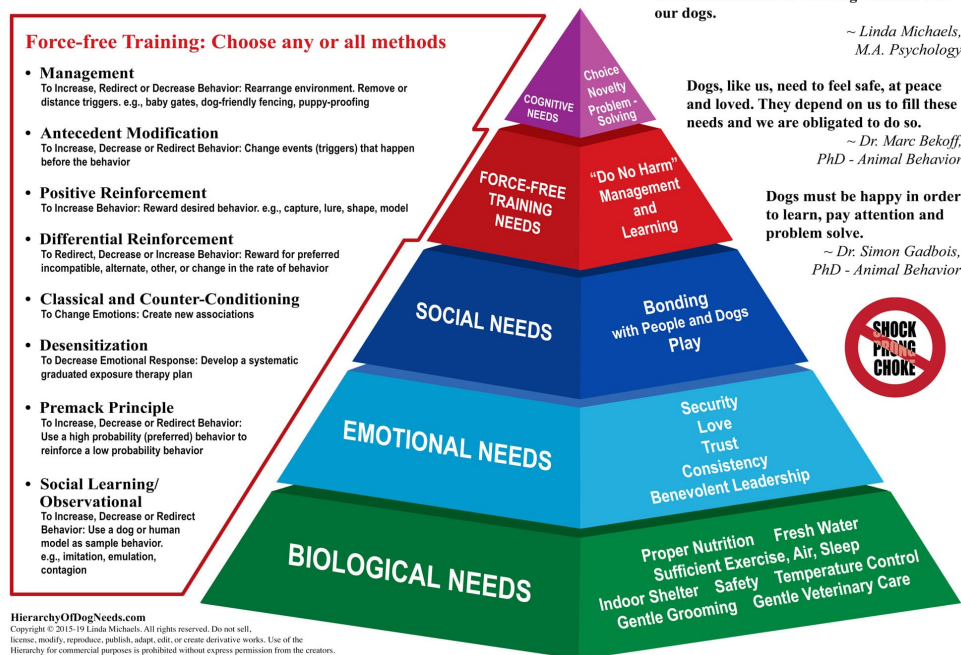 Force-free Training: Choose any or all methods
• Management
To Increase, Redirect or Decrease Behavior: Rearrange environment. Remove or
distance triggers. e.g., baby gates, dog-friendly fencing, puppy-proofing
• Antecedent Modification
To Increase, Decrease or Redirect Behavior: Change events (triggers) that happen
before the behavior
• Positive Reinforcement
To Increase Behavior: Reward desired behavior. e.g., capture, lure, shape, model
• Differential Reinforcement
To Redirect, Decrease or Increase Behavior: Reward for preferred
incompatible, alternate, other, or change in the rate of behavior
• Classical and Counter-Conditioning
To Change Emotions: Create new associations
• Desensitization
To Decrease Emotional Response: Develop a systematic
graduated exposure therapy plan
• Premack Principle
To Increase, Decrease or Redirect Behavior:
Use a high probability (preferred) behavior to
reinforce a low probability behavior
• Social Learning/
Observational
To Increase, Decrease or Redirect
Behavior: Use a dog or human
model as sample behavior.
e.g., imitation, emulation,
contagion
HierarchyOfDogNeeds.com
Copyright © 2015-19 Linda Michaels. All rights reserved. Do not sell,
license, modify, reproduce, publish, adapt, edit, or create derivative works. Use of the
Hierarchy for commercial purposes is prohibited without express permission from the creators.
COGNITIVE
NEEDS
Choice
Novelty
Problem -
Solving
FORCE-FREE
TRAINING
NEEDS
“Do No Harm”
Management
and
Learning
SOCIAL NEEDS
Bonding
with People and Dogs
Play
EMOTIONAL NEEDS
Security
Love
Trust
Consistency
Benevolent Leadership
BIOLOGICAL NEEDS
Proper Nutrition Fresh Water
Sufficient Exercise, Air, Sleep
Indoor Shelter Safety Temperature Control
Gentle Grooming Gentle Veterinary Care
our dogs.
~ Linda Michaels,
M.A. Psychology
Dogs, like us, need to feel safe, at peace
and loved. They depend on us to fill these
needs and we are obligated to do so.
~ Dr. Marc Bekoff,
PhD - Animal Behavior
Dogs must be happy in order
to learn, pay attention and
problem solve.
~ Dr. Simon Gadbois,
PhD - Animal Behavior
SHOCK
PRONG
CHOKE